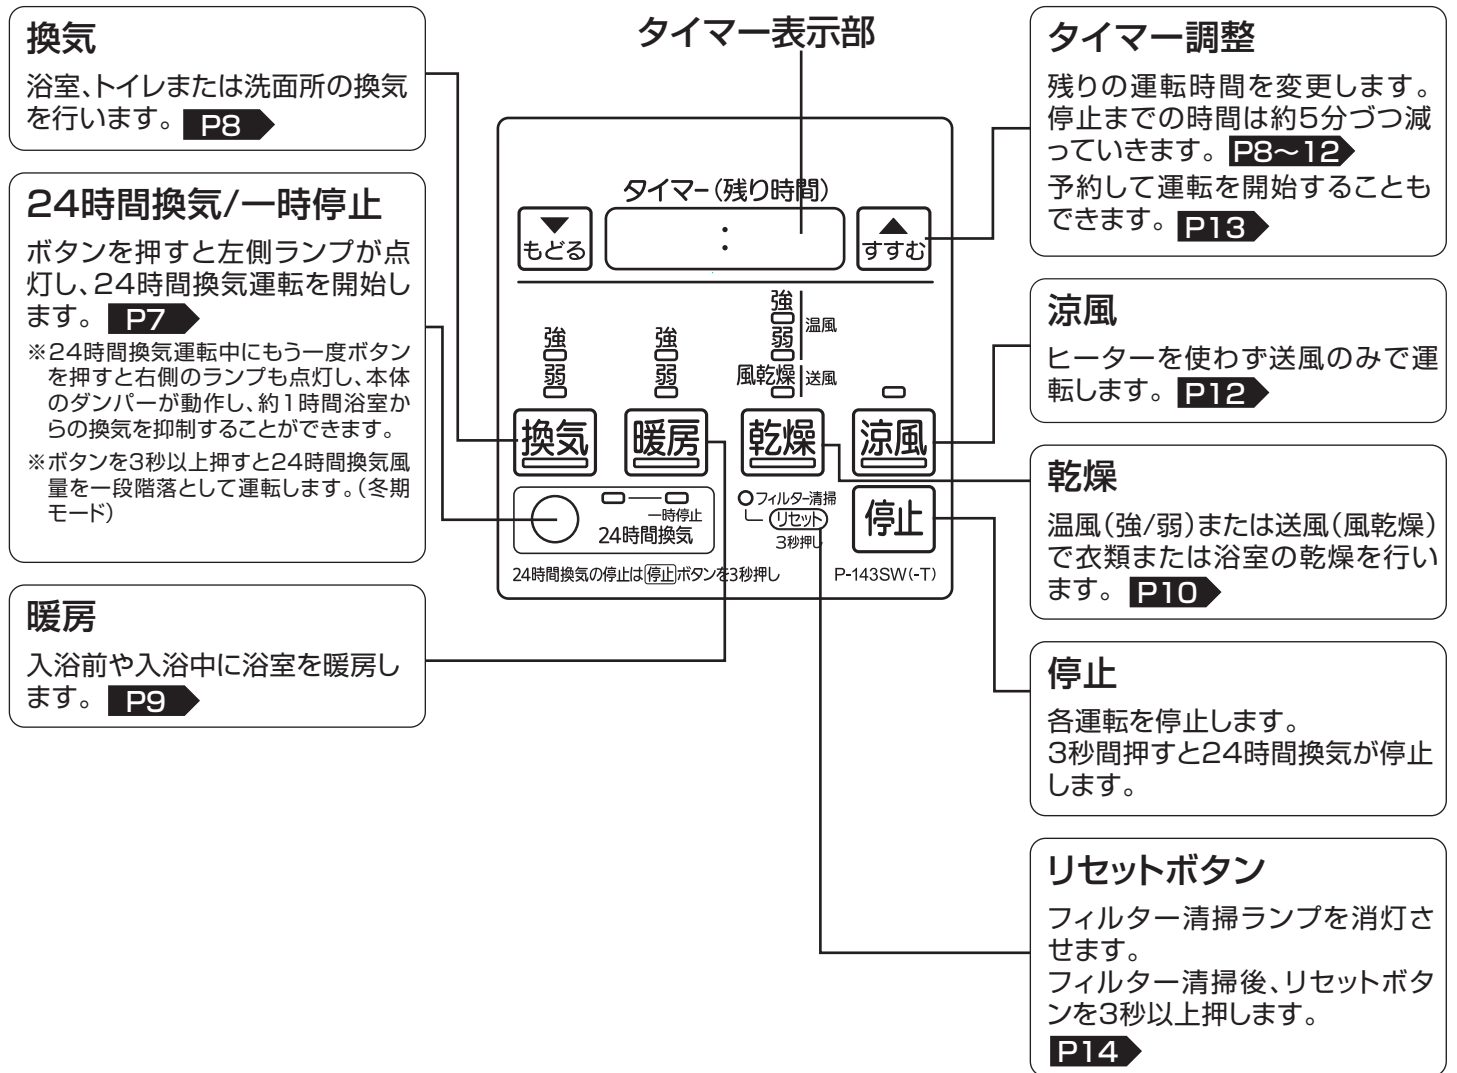 換気
浴室、トイレまたは洗面所の換気
を行います。 P8
24時間換気/一時停止
ボタンを押すと左側ランプが点
灯し、24時間換気運転を開始し
ます。 P7
※24時間換気運転中にもう一度ボタン
を押すと右側のランプも点灯し、本体
のダンパーが動作し、約1時間浴室か
らの換気を抑制することができます。
※ボタンを3秒以上押すと24時間換気風
量を一段階落として運転します。(冬期
モード)
暖房
入浴前や入浴中に浴室を暖房し
ます。 P9
タイマー表示部
タイマー(残り時間)
▼
もどる
:
▲
すすむ
強
弱
強
弱
強
弱
温風
風乾燥
送風
換気
暖房
乾燥
涼風
一時停止
24時間換気
フィルター清掃
リセット
3秒押し
停止
24時間換気の停止は停止ボタンを3秒押し
P-143SW(-T)
タイマー調整
残りの運転時間を変更します。
停止までの時間は約5分づつ減
っていきます。 P8〜12
予約して運転を開始することも
できます。 P13
涼風
ヒーターを使わず送風のみで運
転します。 P12
乾燥
温風(強/弱)または送風(風乾燥)
で衣類または浴室の乾燥を行い
ます。 P10
停止
各運転を停止します。
3秒間押すと24時間換気が停止
します。
リセットボタン
フィルター清掃ランプを消灯さ
せます。
フィルター清掃後、リセットボタ
ンを3秒以上押します。
P14